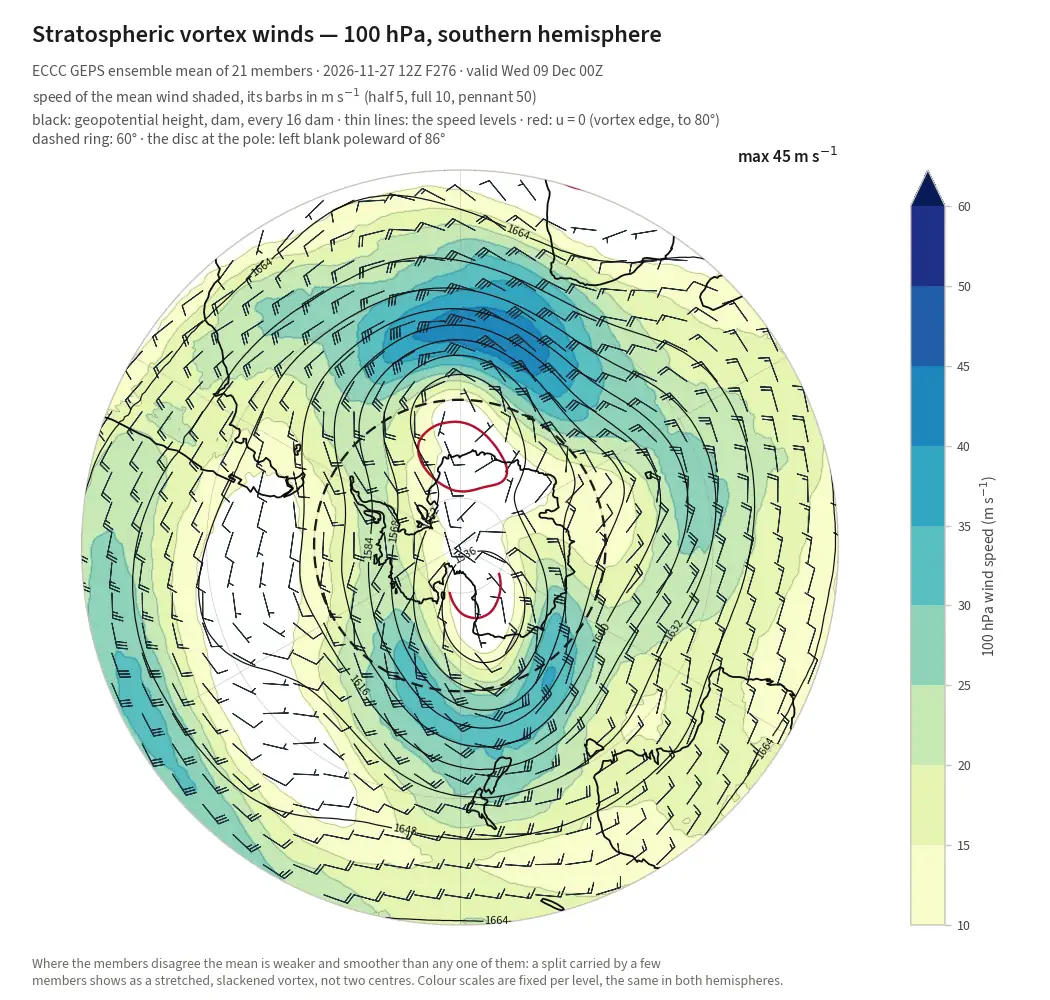 Stratospheric vortex winds — 100 hPa, southern hemisphere
ECCC GEPS ensemble mean of 21 members · 2026-11-27 12Z F276 · valid Wed 09 Dec 00Z
speed of the mean wind shaded, its barbs in m s⁻¹ (half 5, full 10, pennant 50)
black: geopotential height, dam, every 16 dam · thin lines: the speed levels · red: u = 0 (vortex edge, to 80°)
dashed ring: 60° · the disc at the pole: left blank poleward of 86°
max 45 m s⁻¹
1664
1664
1584
1568
1600
1632
1616
1648
1664
1664
60
50
45
40
35
30
25
20
15
10
100 hPa wind speed (m s⁻¹)
Where the members disagree the mean is weaker and smoother than any one of them: a split carried by a few
members shows as a stretched, slackened vortex, not two centres. Colour scales are fixed per level, the same in both hemispheres.